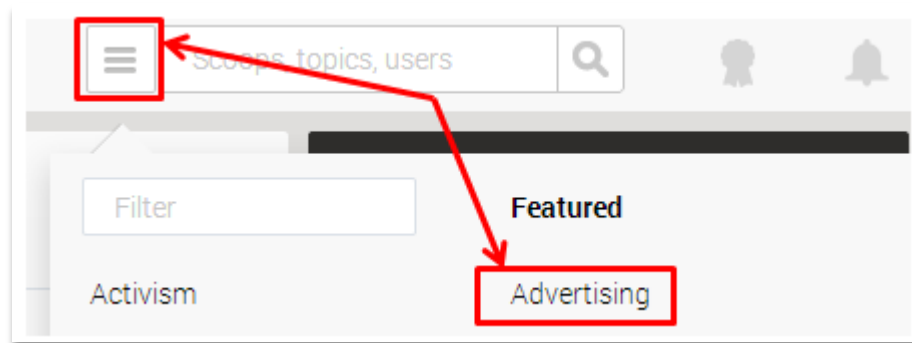 Scoops, topics, users
Filter
Featured
Activism
Advertising